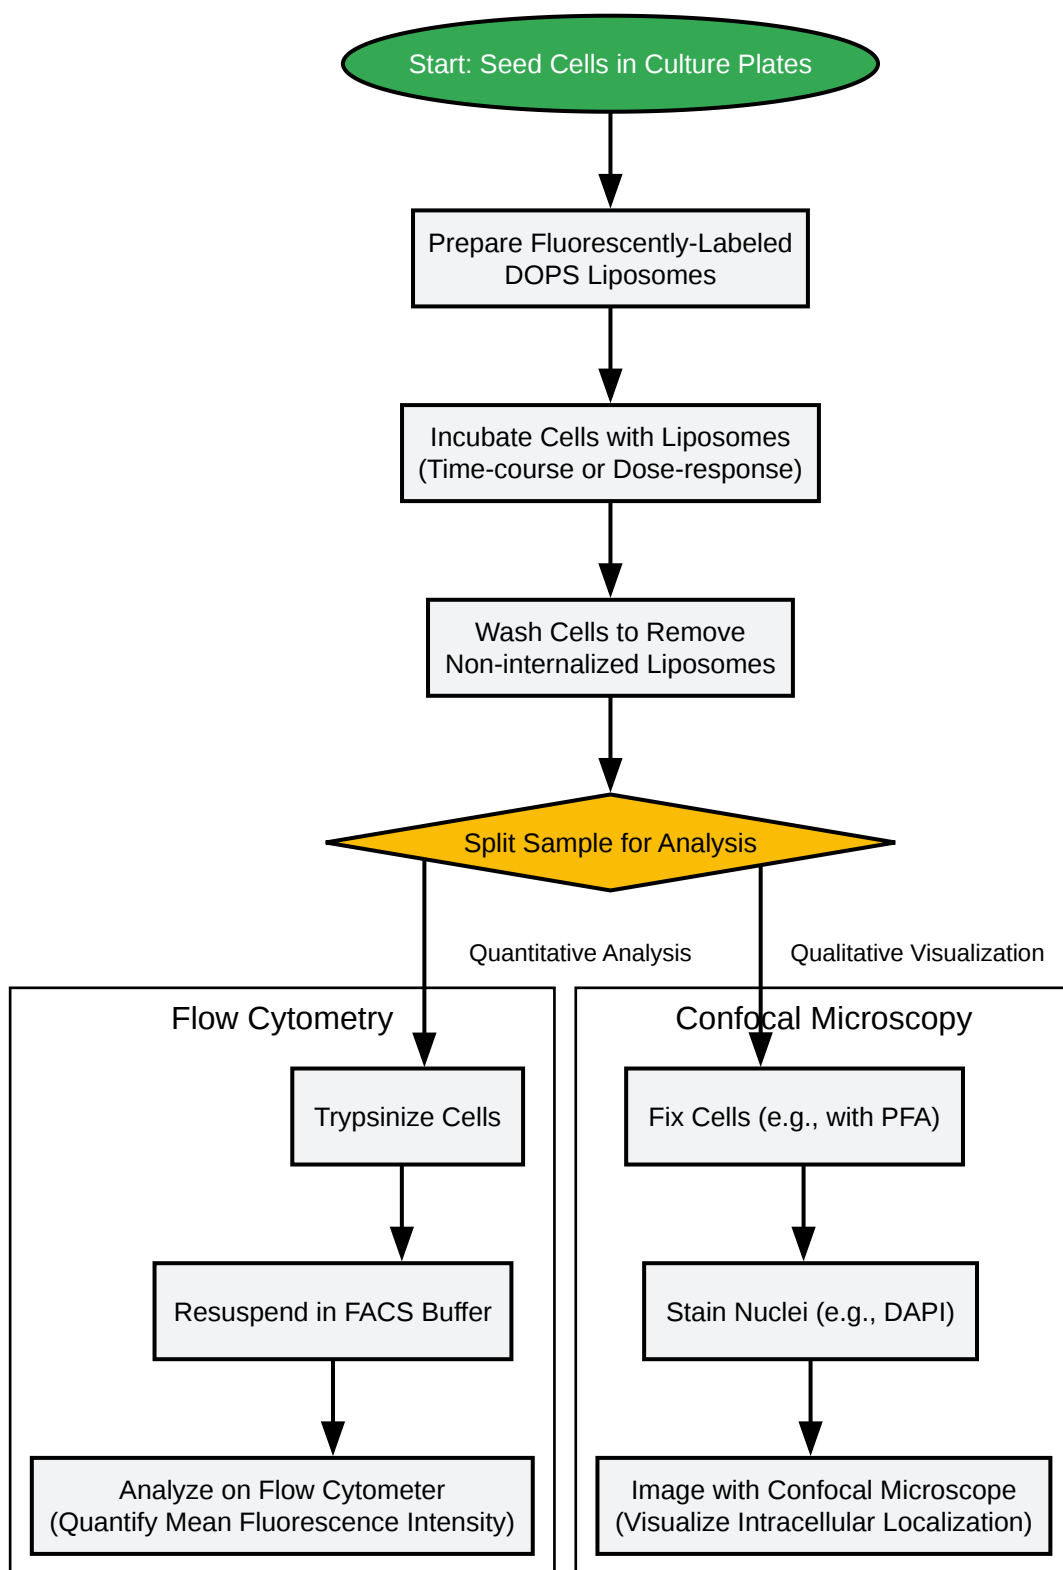 Start: Seed Cells in Culture Plates
Prepare Fluorescently-Labeled
DOPS Liposomes
Incubate Cells with Liposomes
(Time-course or Dose-response)
Wash Cells to Remove
Non-internalized Liposomes
Split Sample for Analysis
Quantitative Analysis
Qualitative Visualization
Flow Cytometry
Trypsinize Cells
Resuspend in FACS Buffer
Analyze on Flow Cytometer
(Quantify Mean Fluorescence Intensity)
Confocal Microscopy
Fix Cells (e.g., with PFA)
Stain Nuclei (e.g., DAPI)
Image with Confocal Microscope
(Visualize Intracellular Localization)